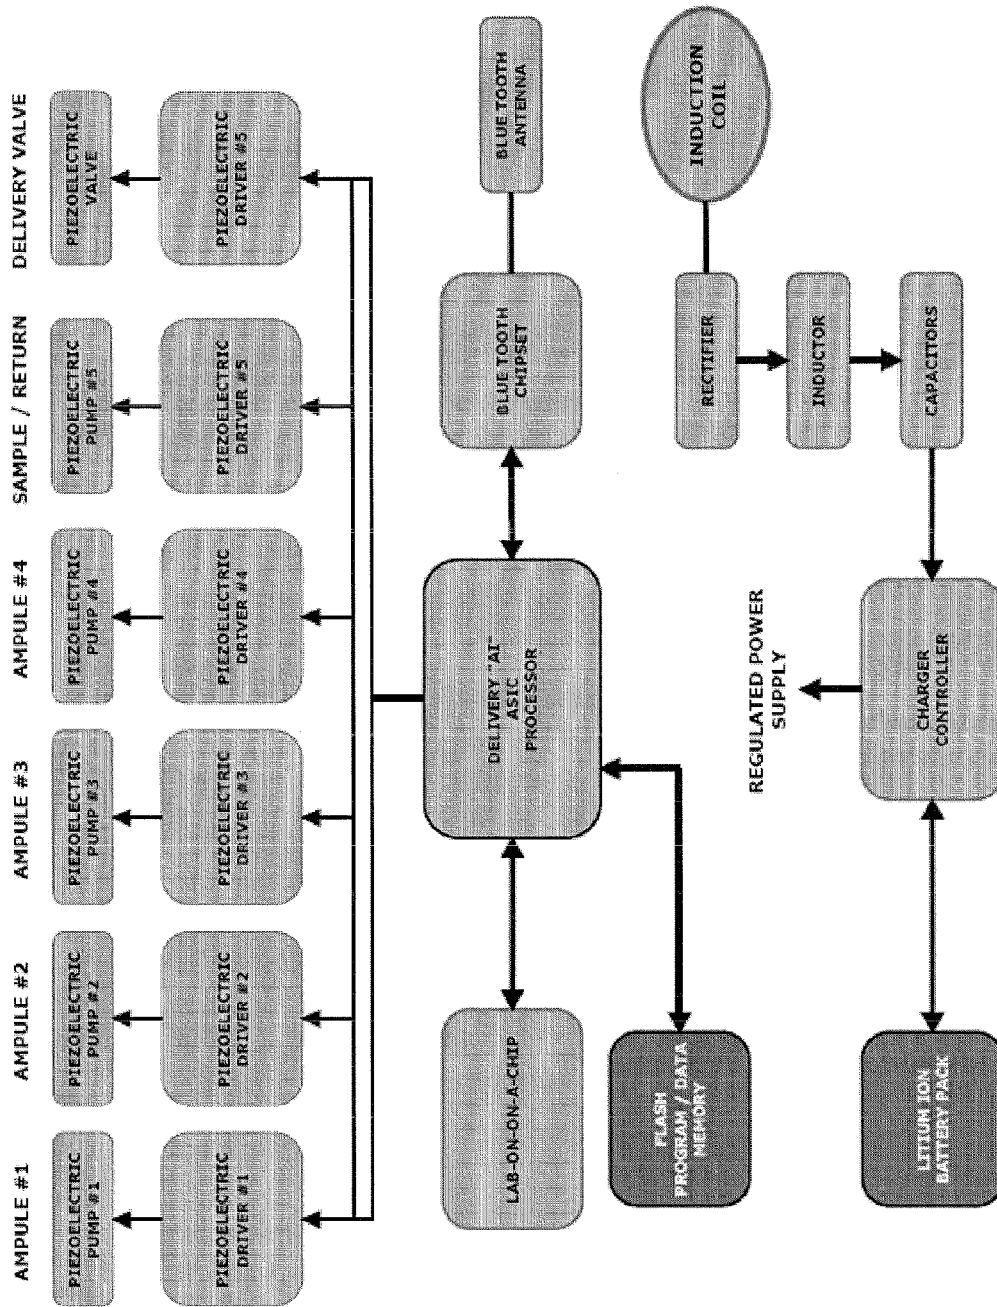 AMPULE #1
AMPULE #2
AMPULE #3
AMPULE #4
SAMPLE / RETURN
DELIVERY VALVE
PIEZOELECTRIC
PUMP #1
PIEZOELECTRIC
PUMP #2
PIEZOELECTRIC
PUMP #3
PIEZOELECTRIC
PUMP #4
PIEZOELECTRIC
PUMP #5
PIEZOELECTRIC
VALVE
PIEZOELECTRIC
DRIVER #1
PIEZOELECTRIC
DRIVER #2
PIEZOELECTRIC
DRIVER #3
PIEZOELECTRIC
DRIVER #4
PIEZOELECTRIC
DRIVER #5
PIEZOELECTRIC
DRIVER #5
LAB-ON-ON-A-CHIP
DELIVERY "AI"
ASIC
PROCESSOR
BLUE TOOTH
CHIPSET
BLUE TOOTH
ANTENNA
FLASH
PROGRAM / DATA
MEMORY
REGULATED POWER
SUPPLY
RECTIFIER
INDUCTION
COIL
INDUCTOR
CAPACITORS
LITIUM ION
BATTERY PACK
CHARGER
CONTROLLER